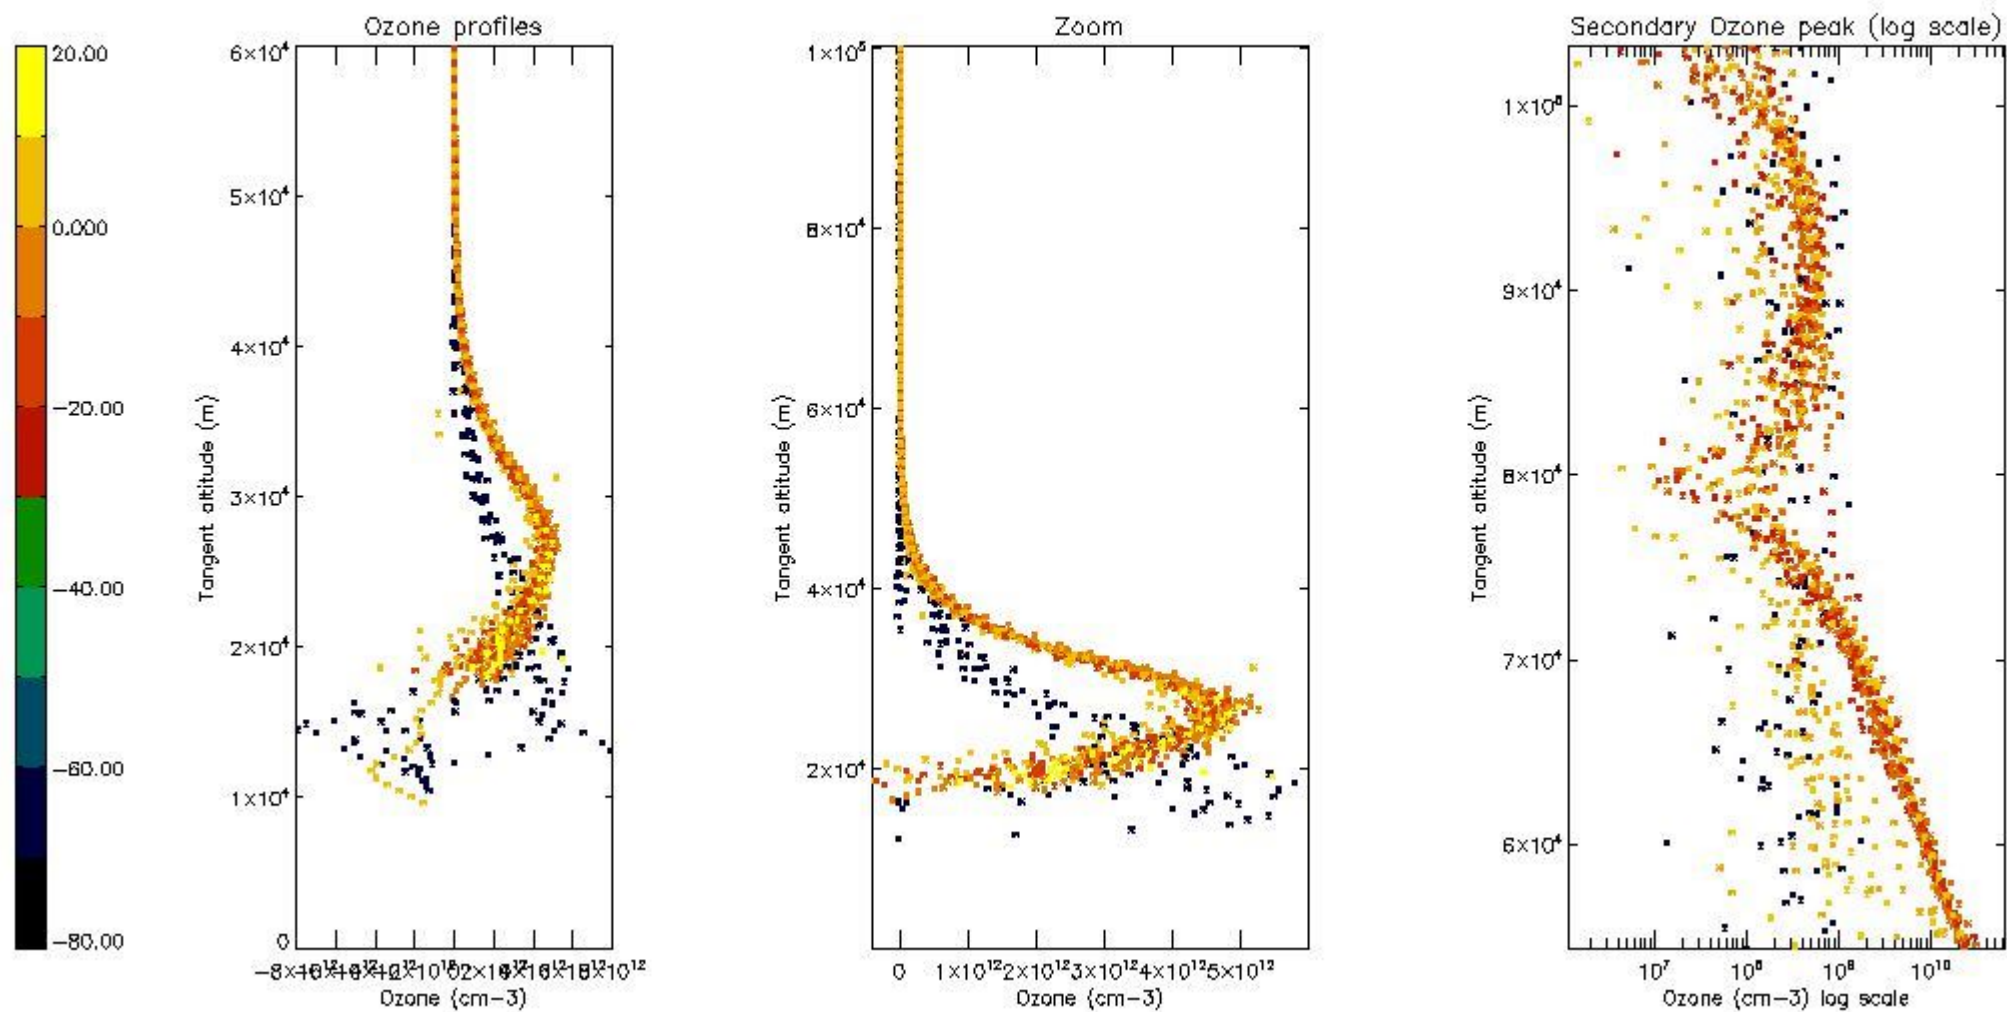 Ozone profiles
Zoom
Secondary Ozone peak (log scale)
20.00
0.000
−20.00
−40.00
−60.00
−80.00
6×10⁴
5×10⁴
4×10⁴
3×10⁴
2×10⁴
1×10⁴
0
Tangent altitude (m)
Ozone (cm−3)
1×10⁵
8×10⁴
6×10⁴
4×10⁴
2×10⁴
Tangent altitude (m)
0 1×10¹² 2×10¹² 3×10¹² 4×10¹² 5×10¹²
Ozone (cm−3)
1×10⁵
9×10⁴
8×10⁴
7×10⁴
6×10⁴
Tangent altitude (m)
10⁷ 10⁸ 10⁹ 10¹⁰
Ozone (cm−3) log scale